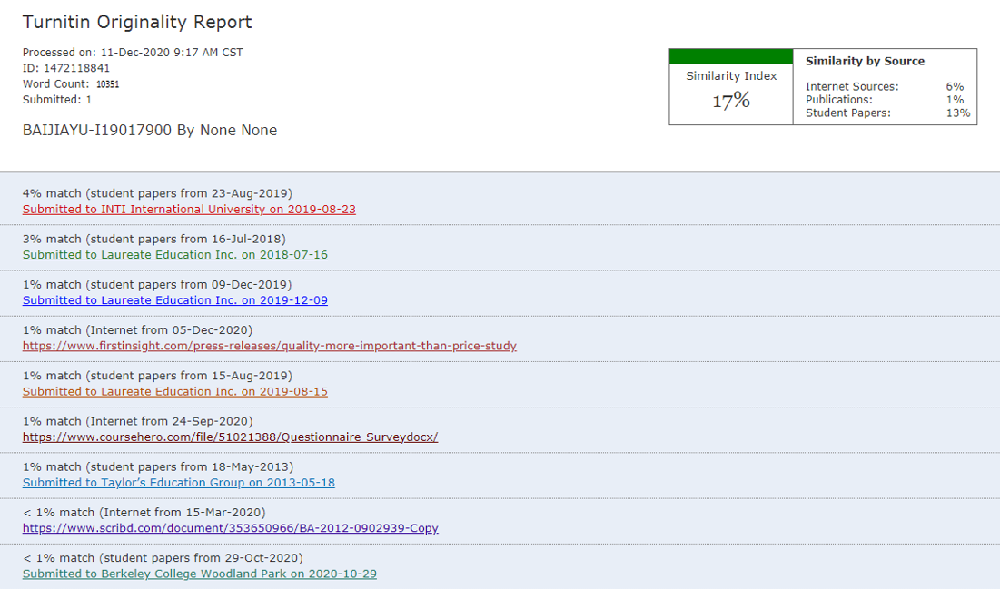 Turnitin Originality Report
Processed on: 11-Dec-2020 9:17 AM CST
ID: 1472118841
Word Count: 10351
Submitted: 1
BAIJIAYU-I19017900 By None None
Similarity Index
17%
Similarity by Source
Internet Sources: 6%
Publications: 1%
Student Papers: 13%
4% match (student papers from 23-Aug-2019)
Submitted to INTI International University on 2019-08-23
3% match (student papers from 16-Jul-2018)
Submitted to Laureate Education Inc. on 2018-07-16
1% match (student papers from 09-Dec-2019)
Submitted to Laureate Education Inc. on 2019-12-09
1% match (Internet from 05-Dec-2020)
https://www.firstinsight.com/press-releases/quality-more-important-than-price-study
1% match (student papers from 15-Aug-2019)
Submitted to Laureate Education Inc. on 2019-08-15
1% match (Internet from 24-Sep-2020)
https://www.coursehero.com/file/51021388/Questionnaire-Surveydocx/
1% match (student papers from 18-May-2013)
Submitted to Taylor's Education Group on 2013-05-18
< 1% match (Internet from 15-Mar-2020)
https://www.scribd.com/document/353650966/BA-2012-0902939-Copy
< 1% match (student papers from 29-Oct-2020)
Submitted to Berkeley College Woodland Park on 2020-10-29